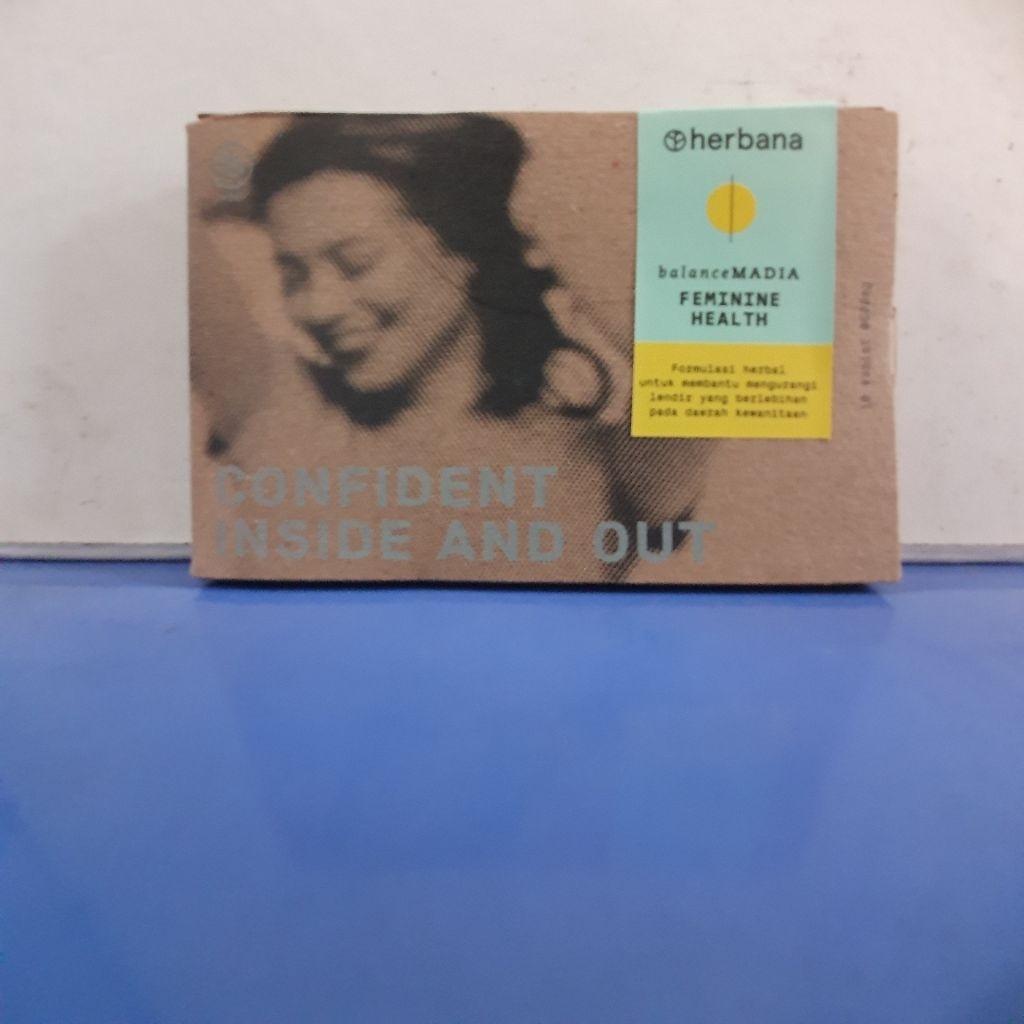 herbana
balanceMADIA
FEMININE
HEALTH
Formulasi herbal
untuk membantu mengurangi
lendir yang berlebihan
pada daerah kewanitaan
CONFIDENT
INSIDE AND OUT